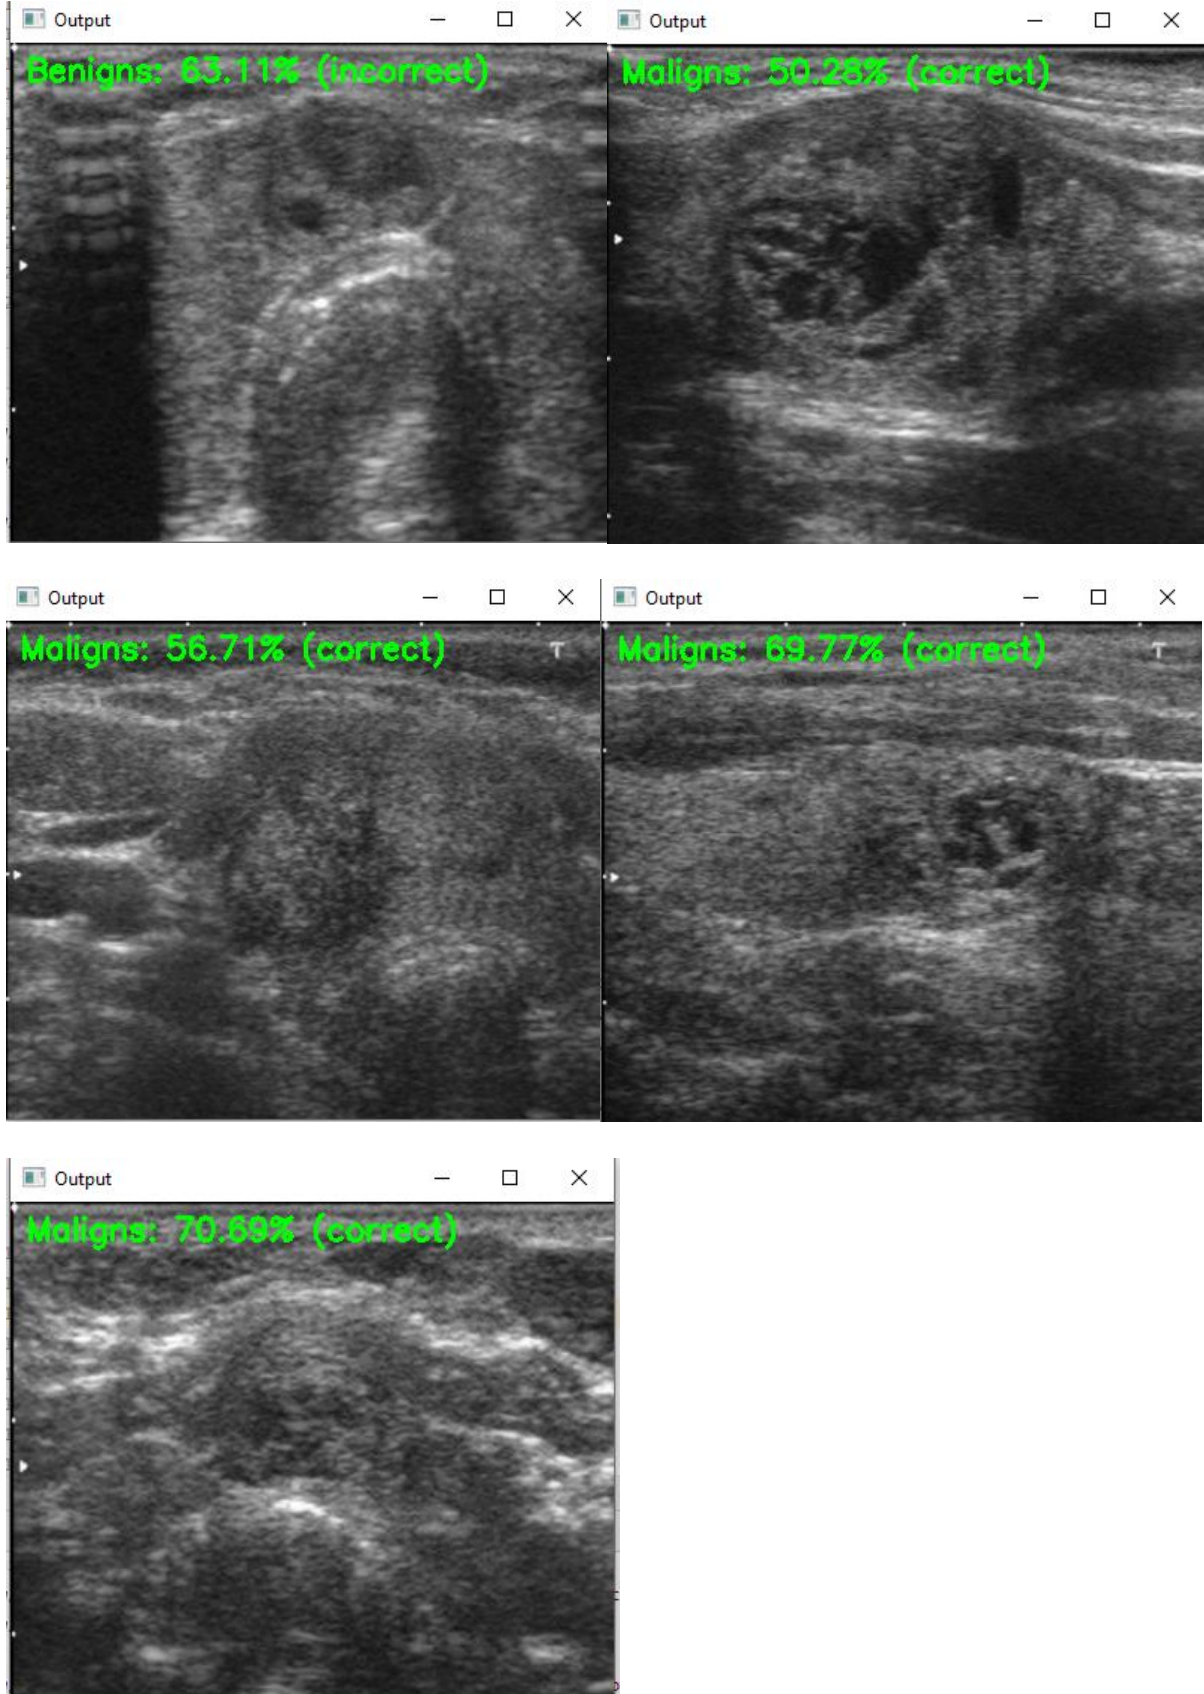 Output
Benigns: 63.11% (incorrect)
Output
Maligns: 50.28% (correct)
Output
Maligns: 56.71% (correct)
T
Output
Maligns: 69.77% (correct)
T
Output
Maligns: 70.69% (correct)